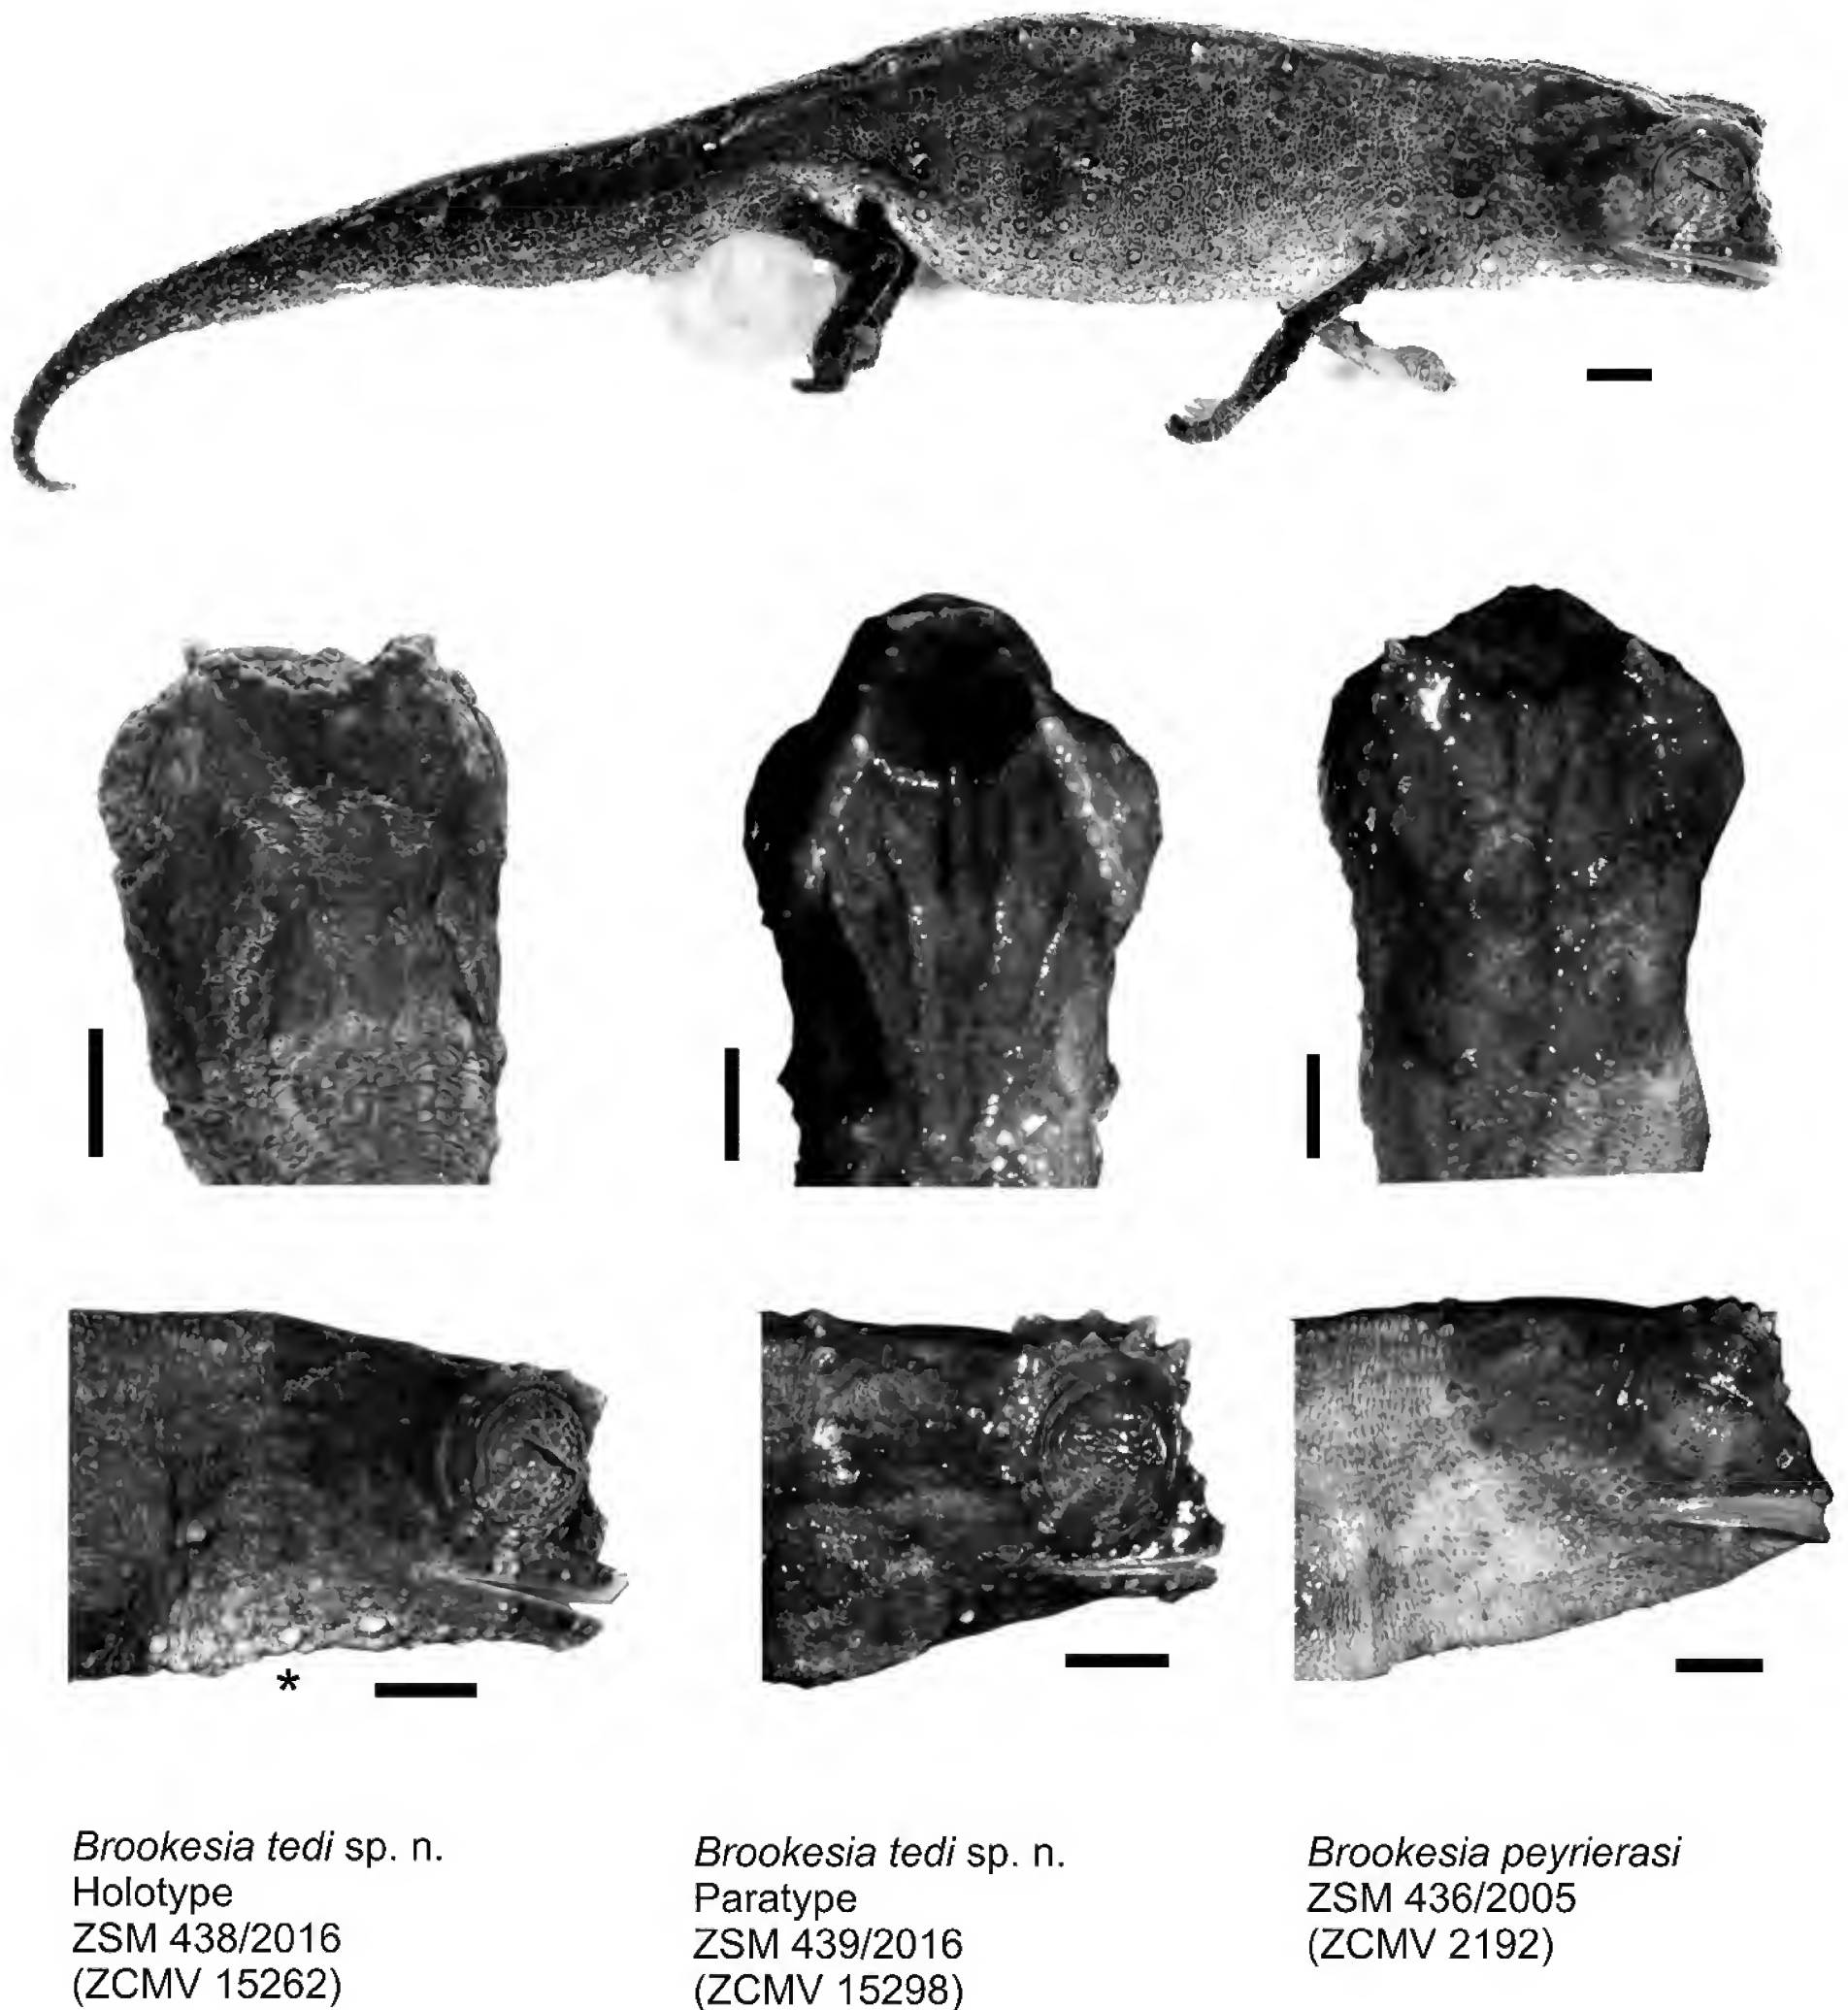 *
Brookesia tedi sp. n.
Holotype
ZSM 438/2016
(ZCMV 15262)
Brookesia tedi sp. n.
Paratype
ZSM 439/2016
(ZCMV 15298)
Brookesia peyrierasi
ZSM 436/2005
(ZCMV 2192)